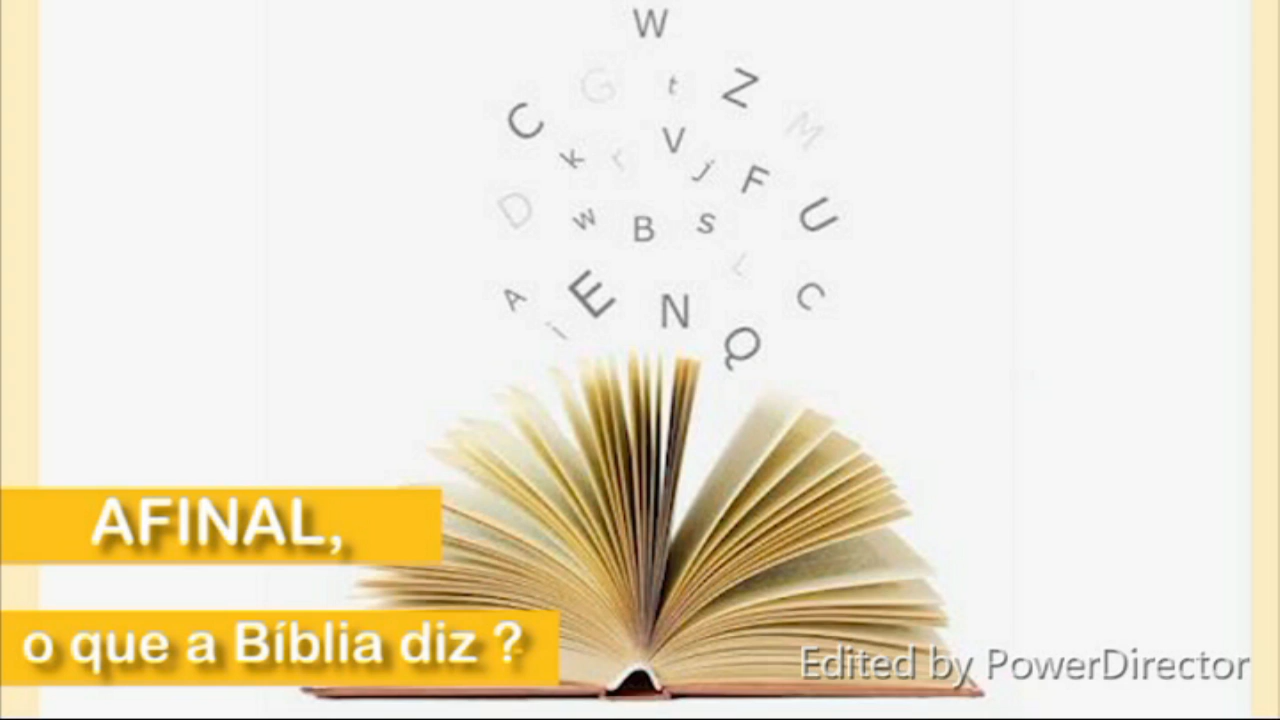 W
G t Z
C M
V
k r j F
D w B S U
L
A E N C
i Q
AFINAL,
o que a Bíblia diz ?
Edited by PowerDirector